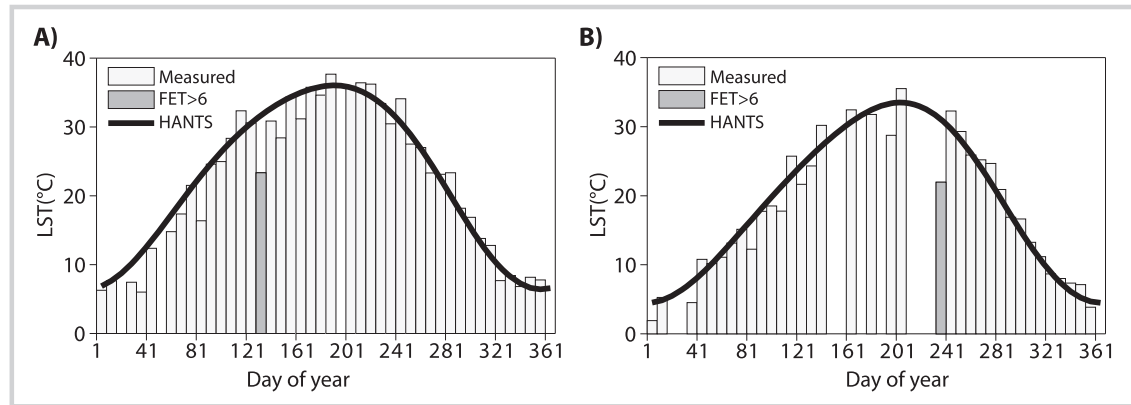 A)
40
30
20
10
0
LST(°C)
Measured
FET>6
HANTS
1 41 81 121 161 201 241 281 321 361
Day of year
B)
40
30
20
10
0
LST(°C)
Measured
FET>6
HANTS
1 41 81 121 161 201 241 281 321 361
Day of year